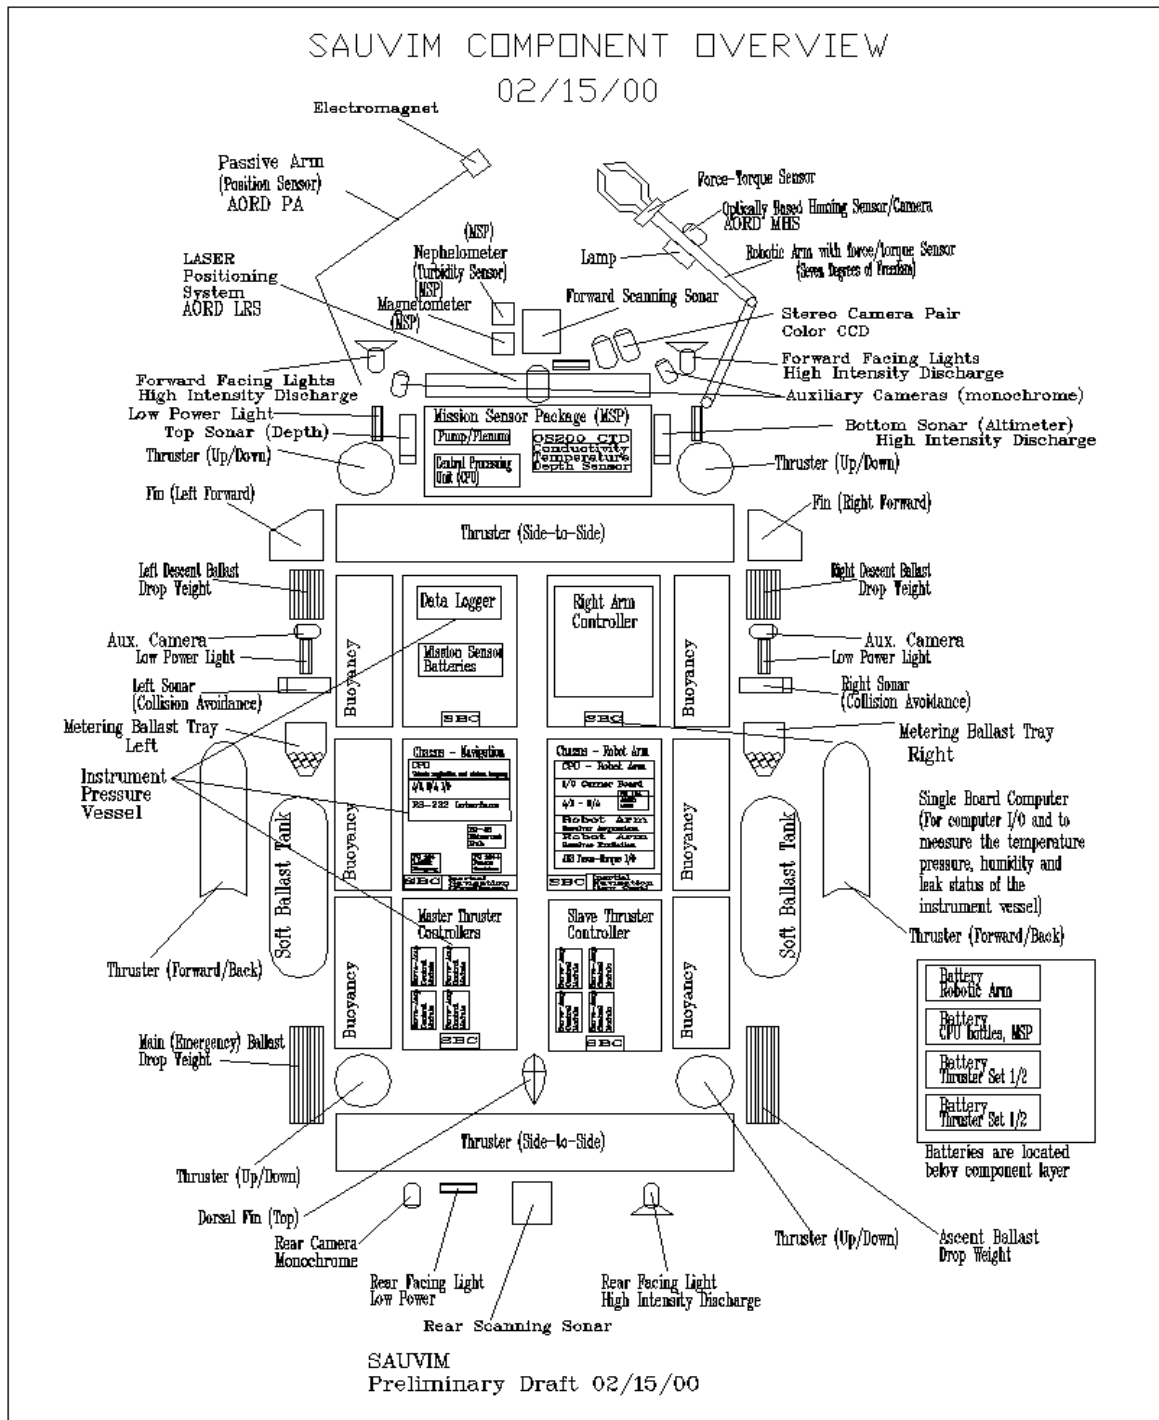 SAUVIM COMPONENT OVERVIEW
02/15/00
Electromagnet
Passive Arm
(Position Sensor)
AORD PA
Force-Torque Sensor
Optically Based Homing Sensor/Camera
AORD MHS
(MSP)
Nephelometer
(Turbidity Sensor)
(MSP)
Magnetometer
(MSP)
Lamp
Robotic Arm with force/torque Sensor
(Seven Degrees of Freedom)
LASER
Positioning
System
AORD LRS
Forward Scanning Sonar
Stereo Camera Pair
Color CCD
Forward Facing Lights
High Intensity Discharge
Forward Facing Lights
High Intensity Discharge
Auxiliary Cameras (monochrome)
Low Power Light
Top Sonar (Depth)
Thruster (Up/Down)
Mission Sensor Package (MSP)
Pump/Plenum
Central Processing
Unit (CPU)
OS200 CTD
Conductivity
Temperature
Depth Sensor
Bottom Sonar (Altimeter)
High Intensity Discharge
Thruster (Up/Down)
Fin (Left Forward)
Fin (Right Forward)
Thruster (Side-to-Side)
Left Descent Ballast
Drop Weight
Right Descent Ballast
Drop Weight
Data Logger
Mission Sensor
Batteries
Right Arm
Controller
SBC
SBC
Buoyancy
Buoyancy
Aux. Camera
Low Power Light
Aux. Camera
Low Power Light
Left Sonar
(Collision Avoidance)
Right Sonar
(Collision Avoidance)
Metering Ballast Tray
Left
Metering Ballast Tray
Right
Instrument
Pressure
Vessel
Chassis - Navigation
CPU
RS-232 Interface
SBC
Chassis - Robot Arm
CPU - Robot Arm
I/O Carrier Board
A/D - D/A
Robot Arm
Robot Arm
SBC
Buoyancy
Buoyancy
Soft Ballast Tank
Soft Ballast Tank
Single Board Computer
(For computer I/O and to
measure the temperature
pressure, humidity and
leak status of the
instrument vessel)
Thruster (Forward/Back)
Thruster (Forward/Back)
Master Thruster
Controllers
SBC
Slave Thruster
Controller
SBC
Buoyancy
Buoyancy
Battery
Robotic Arm
Battery
CPU bottles, MSP
Battery
Thruster Set 1/2
Battery
Thruster Set 1/2
Batteries are located
below component layer
Main (Emergency) Ballast
Drop Weight
Thruster (Side-to-Side)
Thruster (Up/Down)
Dorsal Fin (Top)
Rear Camera
Monochrome
Rear Facing Light
Low Power
Rear Scanning Sonar
Rear Facing Light
High Intensity Discharge
Thruster (Up/Down)
Ascent Ballast
Drop Weight
SAUVIM
Preliminary Draft 02/15/00